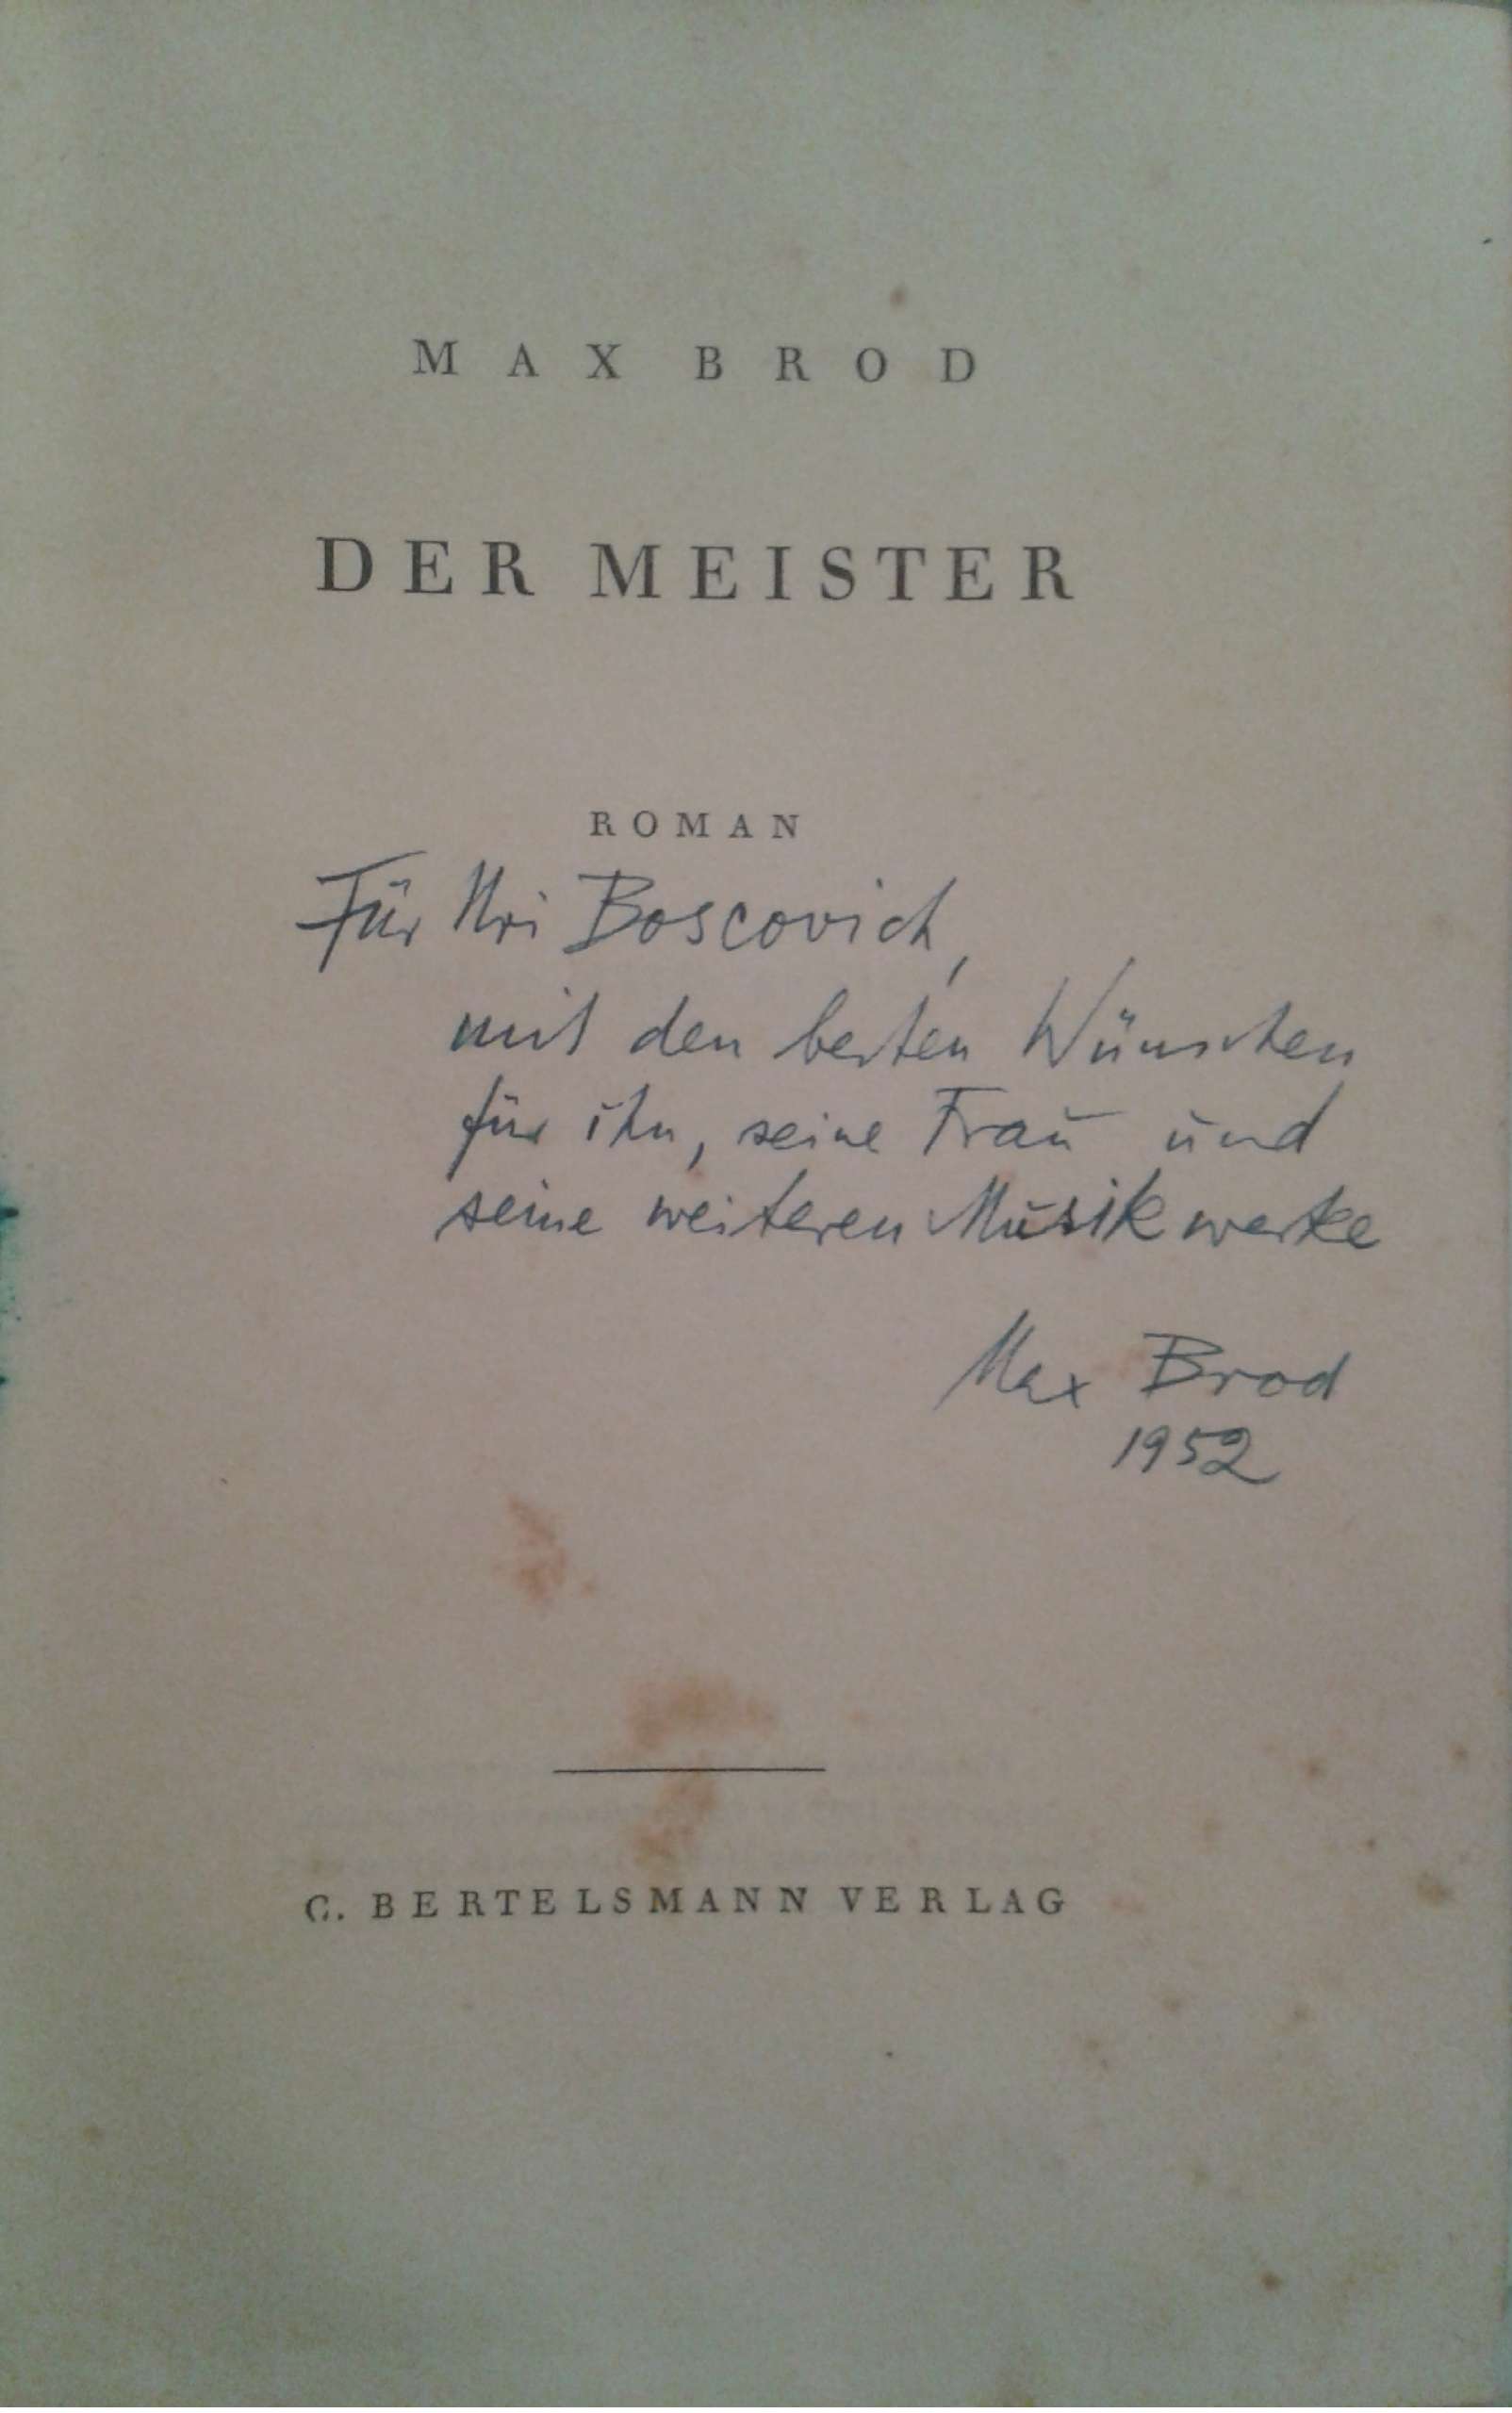 MAX BROD
DER MEISTER
ROMAN
Für Uri Boscovich,
mit den besten Wünschen
für ihn, seine Frau und
seine weiteren Musikwerke
Max Brod
1952
C. BERTELSMANN VERLAG